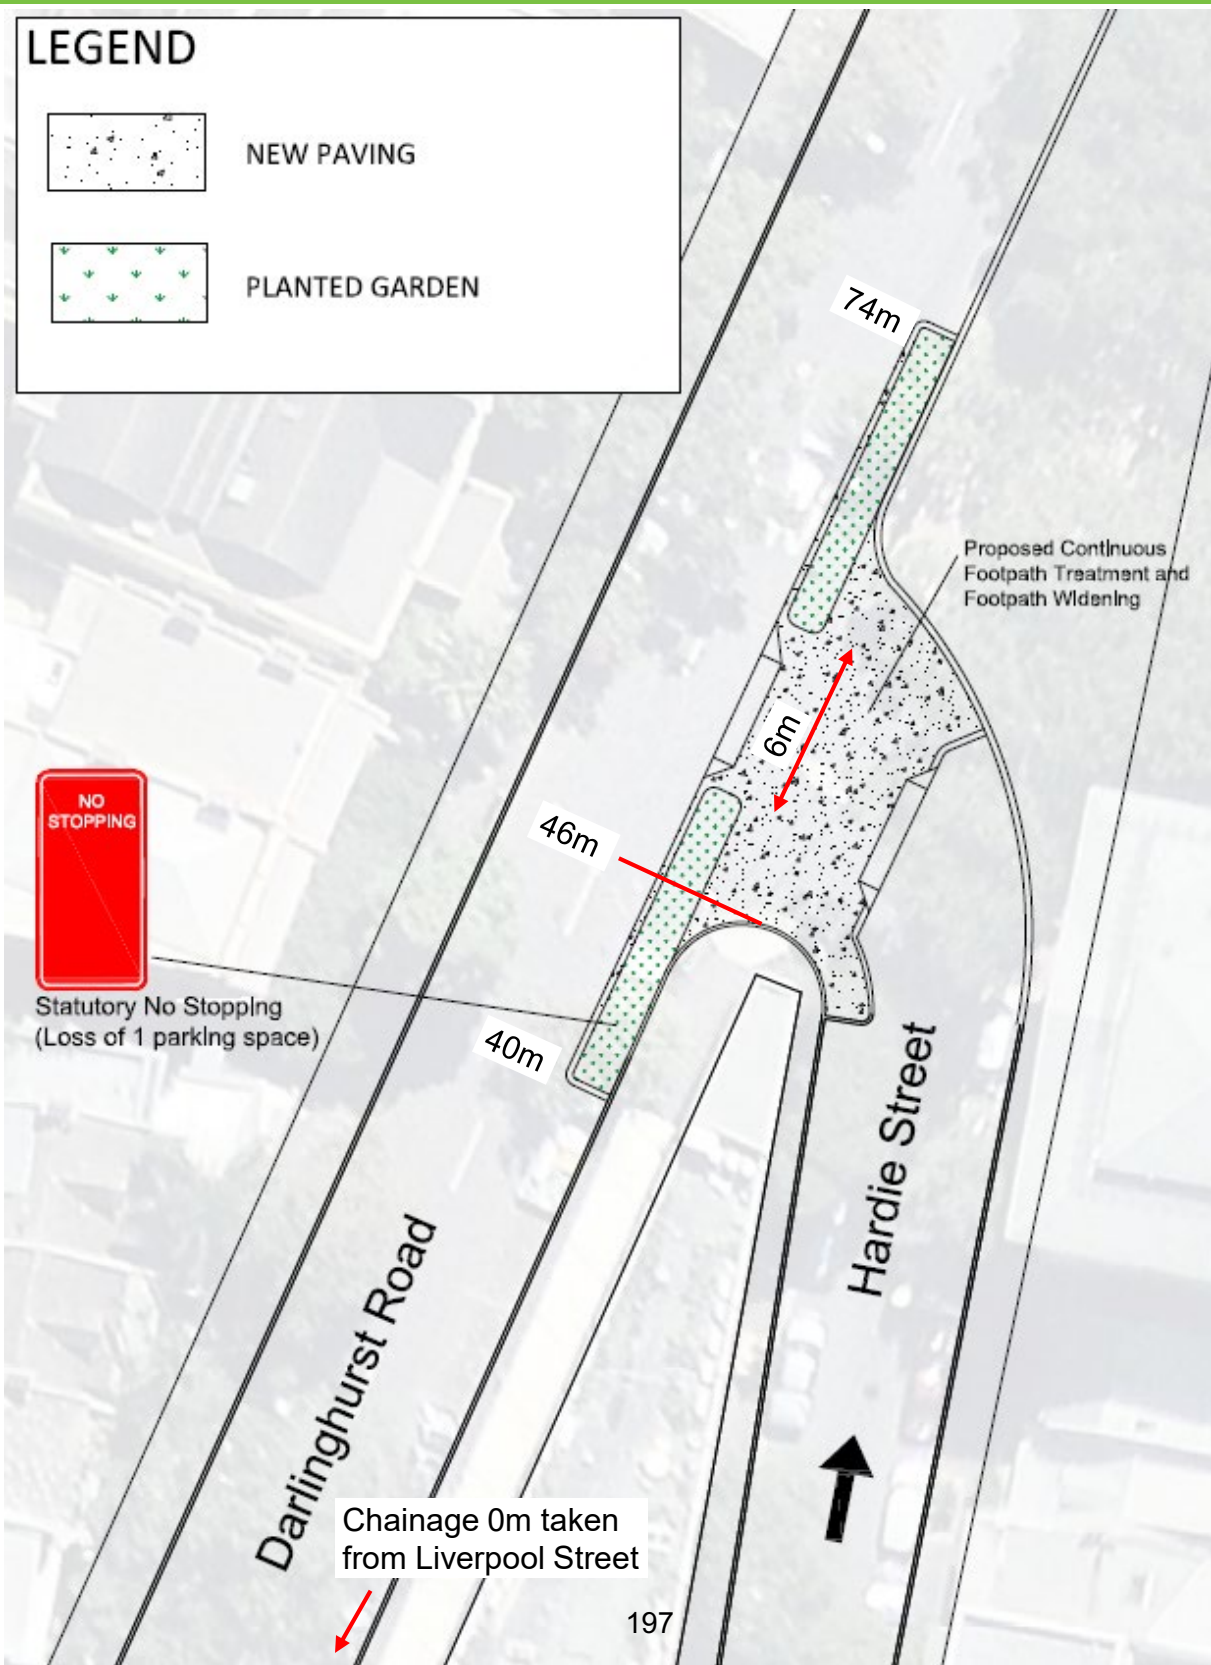 LEGEND
NEW PAVING
PLANTED GARDEN
74m
Proposed Continuous
Footpath Treatment and
Footpath Widening
6m
46m
NO
STOPPING
Statutory No Stopping
(Loss of 1 parking space)
40m
Hardie Street
Darlinghurst Road
Chainage 0m taken
from Liverpool Street
197